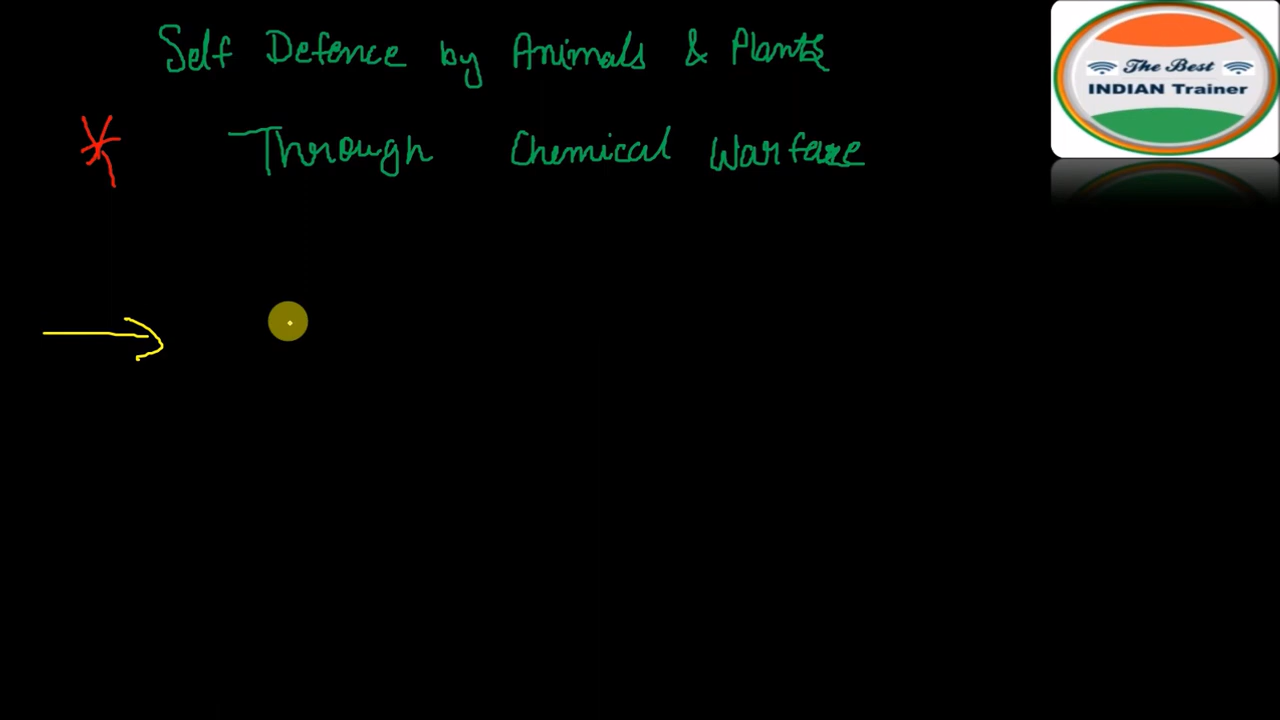 Self Defence by Animals & Plants
Through Chemical Warfare
The Best
INDIAN Trainer